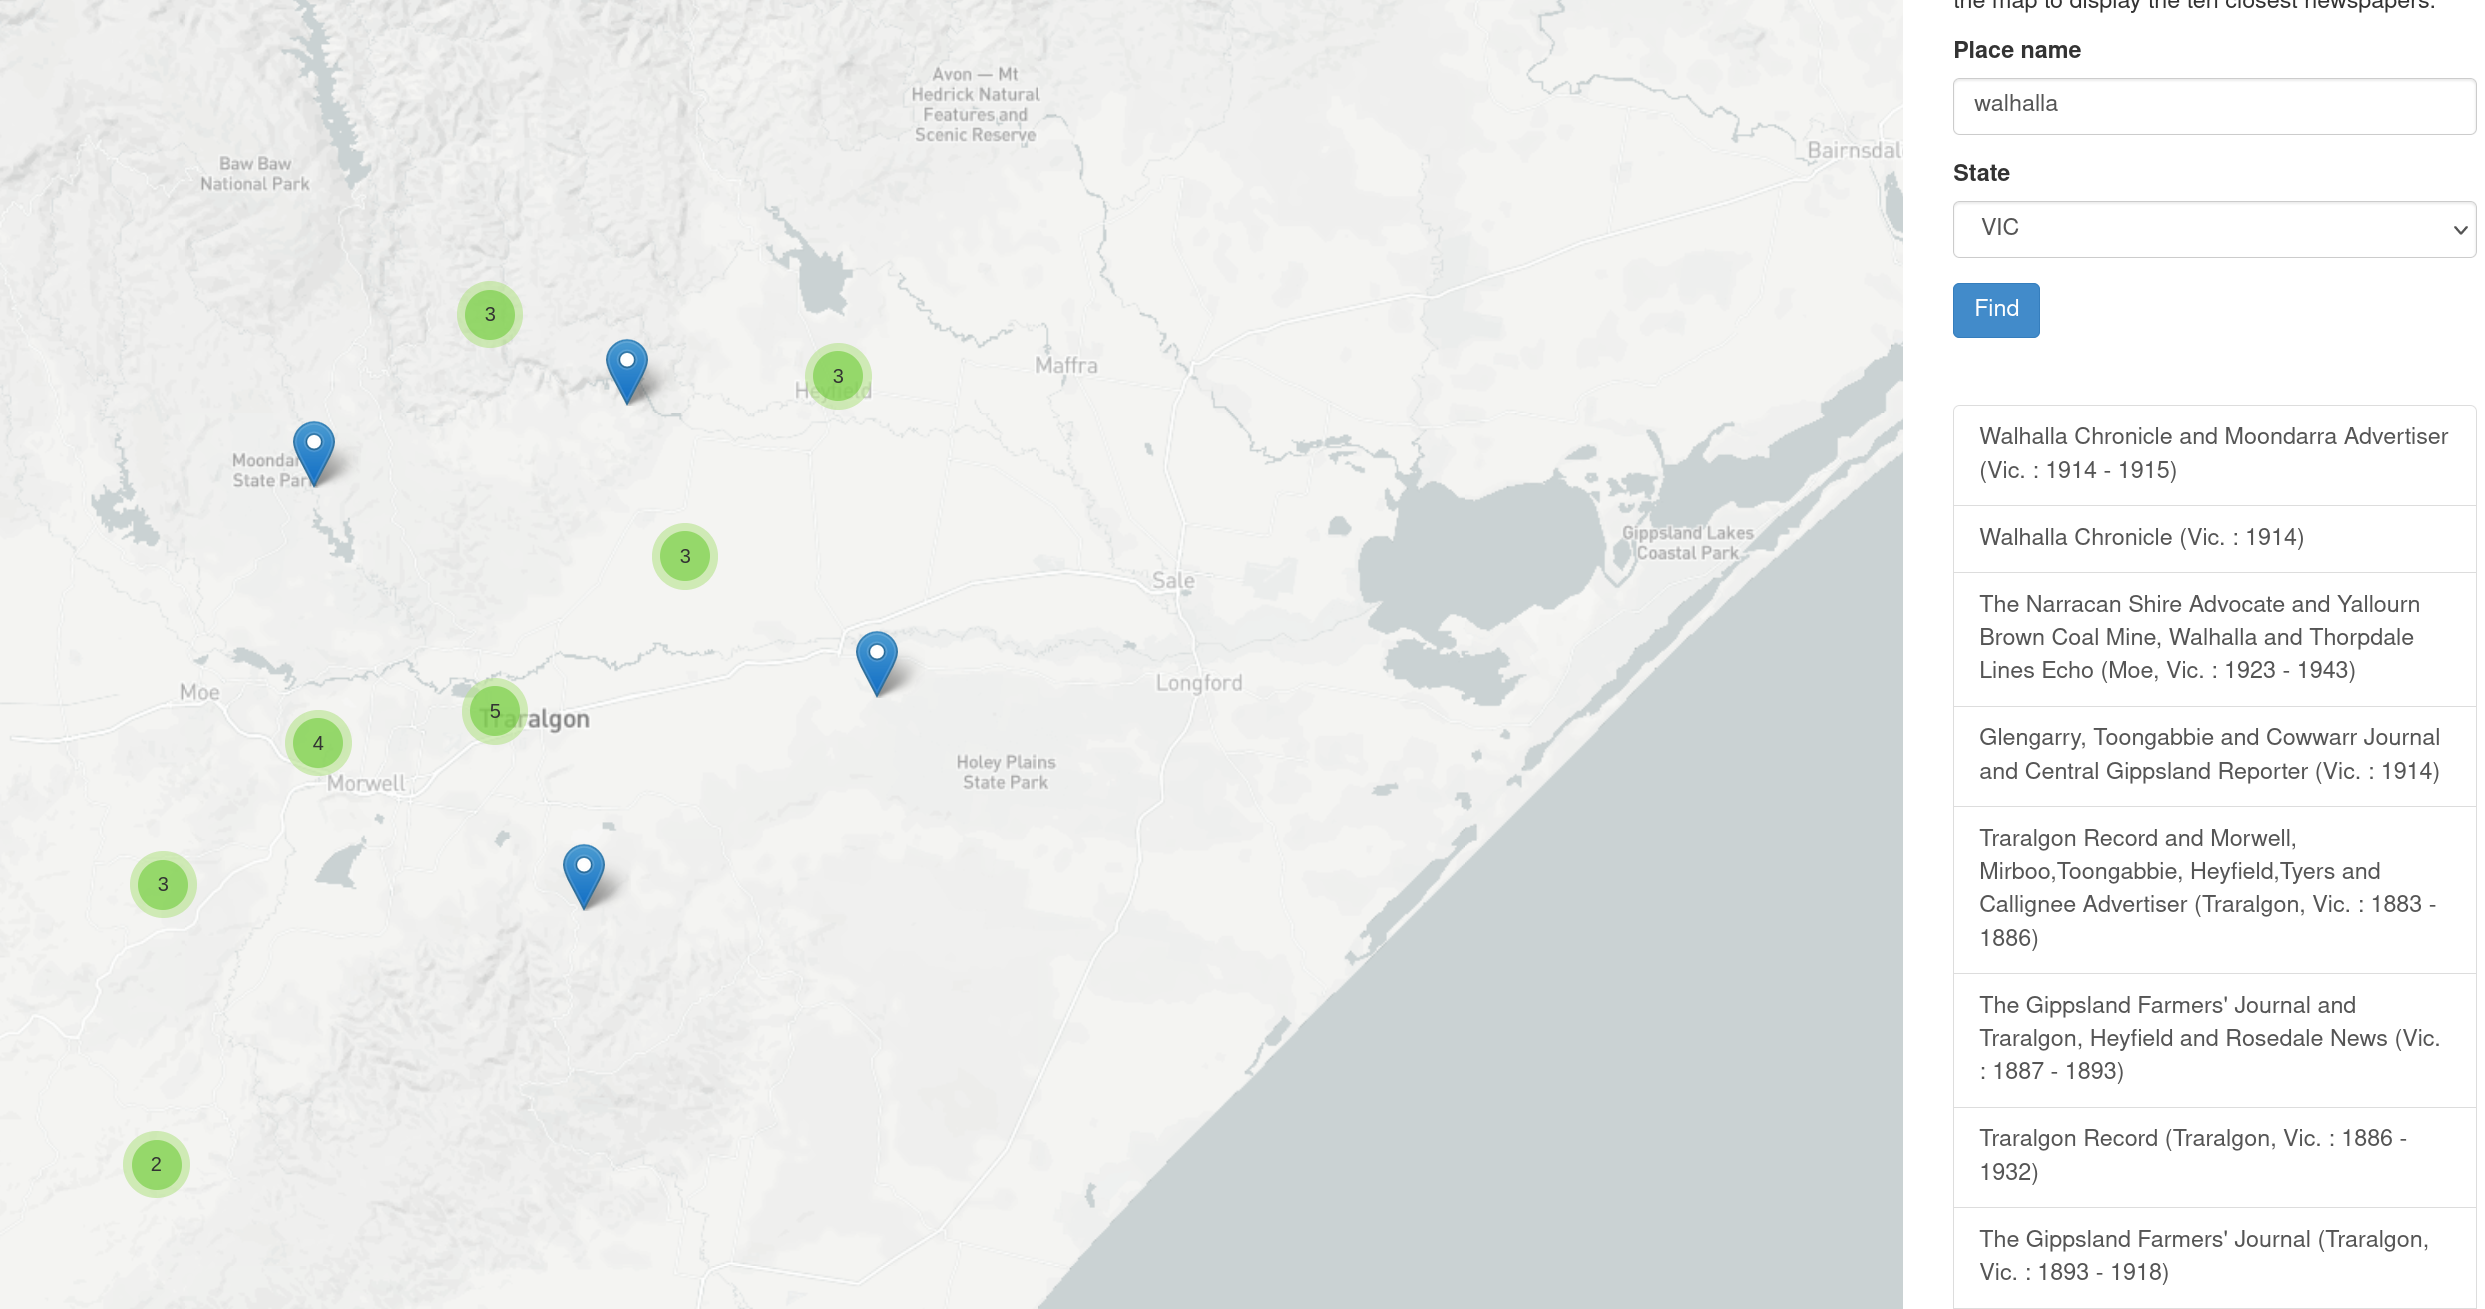 Avon — Mt
Hedrick Natural
Features and
Scenic Reserve
Baw Baw
National Park
Bairnsdal
3
3
Heyfield
Maffra
State Par
3
Gippsland Lakes
Coastal Park
Sale
Moe
Longford
5
Traralgon
4
Morwell
Holey Plains
State Park
3
2
the map to display the ten closest newspapers.
Place name
walhalla
State
VIC
Find
Walhalla Chronicle and Moondarra Advertiser
(Vic. : 1914 - 1915)
Walhalla Chronicle (Vic. : 1914)
The Narracan Shire Advocate and Yallourn
Brown Coal Mine, Walhalla and Thorpdale
Lines Echo (Moe, Vic. : 1923 - 1943)
Glengarry, Toongabbie and Cowwarr Journal
and Central Gippsland Reporter (Vic. : 1914)
Traralgon Record and Morwell,
Mirboo,Toongabbie, Heyfield,Tyers and
Callignee Advertiser (Traralgon, Vic. : 1883 -
1886)
The Gippsland Farmers' Journal and
Traralgon, Heyfield and Rosedale News (Vic.
: 1887 - 1893)
Traralgon Record (Traralgon, Vic. : 1886 -
1932)
The Gippsland Farmers' Journal (Traralgon,
Vic. : 1893 - 1918)